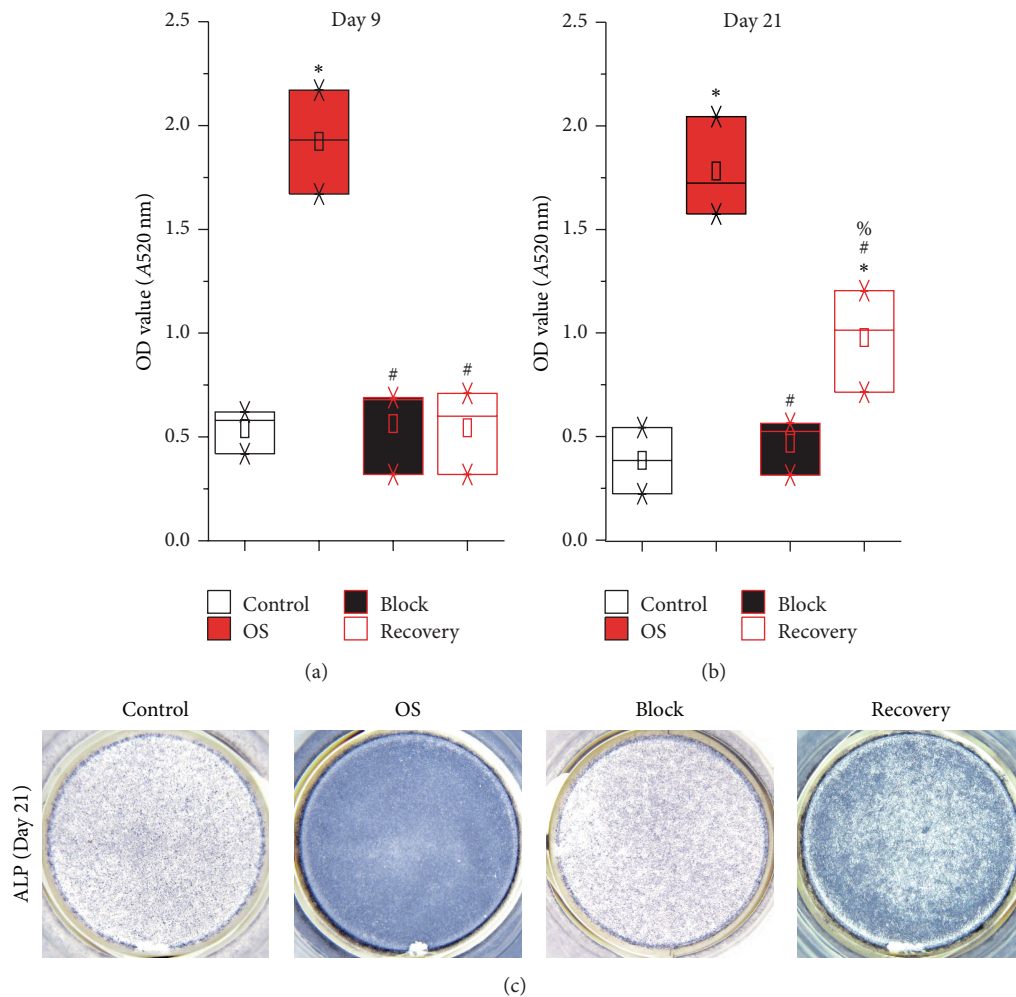 Day 9
2.5
2.0
1.5
1.0
0.5
0.0
OD value (A520 nm)
*
#
#
Control
OS
Block
Recovery
(a)
Day 21
2.5
2.0
1.5
1.0
0.5
0.0
OD value (A520 nm)
*
#
%
#
*
Control
OS
Block
Recovery
(b)
Control
OS
Block
Recovery
ALP (Day 21)
(c)